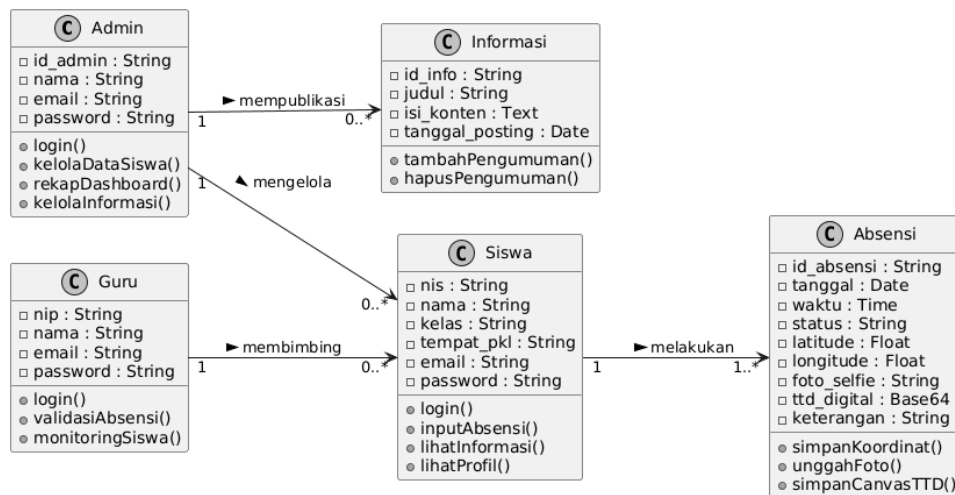 C Admin
id_admin : String
nama : String
email : String
password : String
login()
kelolaDataSiswa()
rekapDashboard()
kelolaInformasi()
mempublikasi
1
0..*
C Informasi
id_info : String
judul : String
isi_konten : Text
tanggal_posting : Date
tambahPengumuman()
hapusPengumuman()
1
mengelola
0..*
C Guru
nip : String
nama : String
email : String
password : String
login()
validasiAbsensi()
monitoringSiswa()
membimbing
1
0..*
C Siswa
nis : String
nama : String
kelas : String
tempat_pkl : String
email : String
password : String
login()
inputAbsensi()
lihatInformasi()
lihatProfil()
melakukan
1
1..*
C Absensi
id_absensi : String
tanggal : Date
waktu : Time
status : String
latitude : Float
longitude : Float
foto_selfie : String
ttd_digital : Base64
keterangan : String
simpanKoordinat()
unggahFoto()
simpanCanvasTTD()